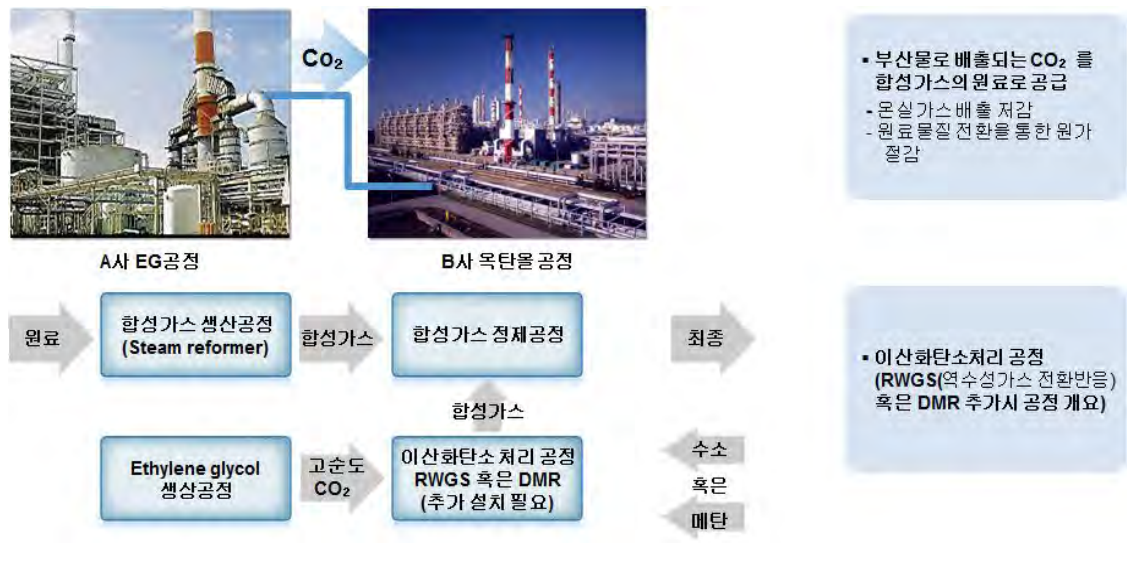 Co₂
▪ 부산물로 배출되는 CO₂ 를
합성가스의 원료로 공급
- 온실가스 배출 저감
- 원료물질 전환을 통한 원가
절감
A사 EG공정
B사 옥탄올 공정
원료
합성가스 생산공정
(Steam reformer)
합성가스
합성가스 정제공정
최종
▪ 이산화탄소처리 공정
(RWGS(역수성가스 전환반응)
혹은 DMR 추가시 공정 개요)
합성가스
Ethylene glycol
생상공정
고순도
CO₂
이산화탄소 처리 공정
RWGS 혹은 DMR
(추가 설치 필요)
수소
혹은
메탄